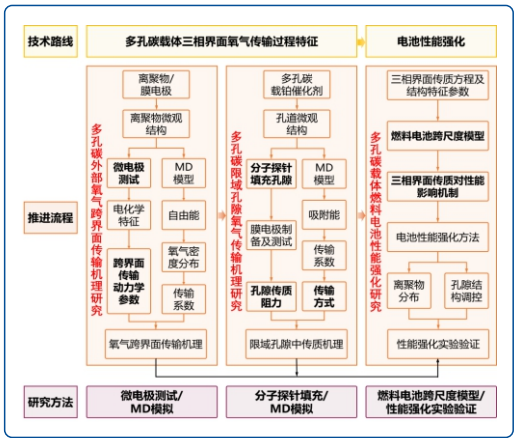 技术路线
多孔碳载体三相界面氧气传输过程特征
电池性能强化
推进流程
多孔碳外部氧气跨界面传输机理研究
离聚物/
膜电极
离聚物微观
结构
微电极
测试
MD
模型
电化学
特征
自由能
跨界面
传输
动力学
参数
氧气密
度分布
传输
系数
氧气跨界面传输机理
多孔碳限域孔隙氧气传输机理研究
多孔碳
载铂催化剂
孔道微观
结构
分子探针
填充孔隙
MD
模型
吸附能
膜电极制
备及测试
传输
系数
孔隙传质
阻力
传输
方式
限域孔隙中传质机理
多孔碳载体燃料电池性能强化研究
三相界面传质方程及
结构特征参数
燃料电池跨尺度模型
三相界面传质对性能
影响机制
电池性能强化方法
离聚物
分布
孔隙结
构调控
性能强化实验验证
研究方法
微电极测试/
MD模拟
分子探针填充/
MD模拟
燃料电池跨尺度模型/
性能强化实验验证